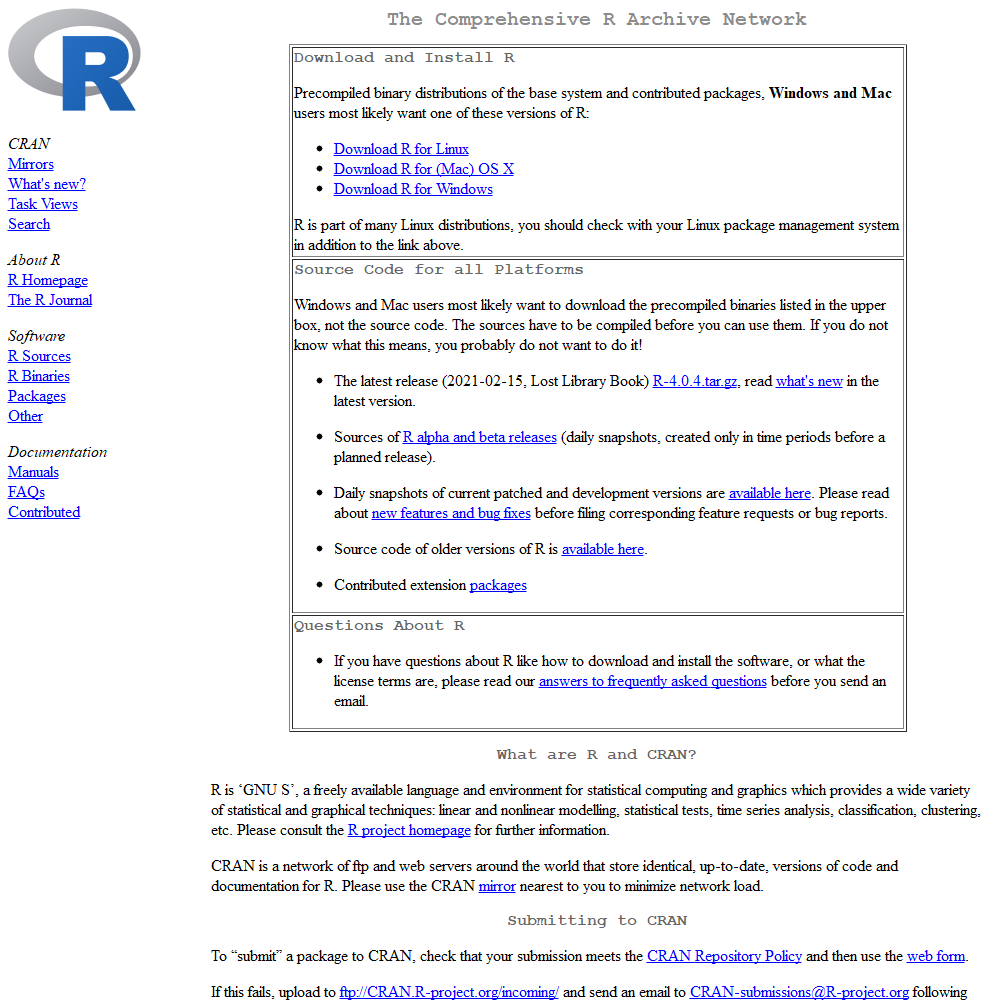 R
CRAN
Mirrors
What's new?
Task Views
Search
About R
R Homepage
The R Journal
Software
R Sources
R Binaries
Packages
Other
Documentation
Manuals
FAQs
Contributed
The Comprehensive R Archive Network
Download and Install R
Precompiled binary distributions of the base system and contributed packages, Windows and Mac
users most likely want one of these versions of R:
• Download R for Linux
• Download R for (Mac) OS X
• Download R for Windows
R is part of many Linux distributions, you should check with your Linux package management system
in addition to the link above.
Source Code for all Platforms
Windows and Mac users most likely want to download the precompiled binaries listed in the upper
box, not the source code. The sources have to be compiled before you can use them. If you do not
know what this means, you probably do not want to do it!
• The latest release (2021-02-15, Lost Library Book) R-4.0.4.tar.gz, read what's new in the
latest version.
• Sources of R alpha and beta releases (daily snapshots, created only in time periods before a
planned release).
• Daily snapshots of current patched and development versions are available here. Please read
about new features and bug fixes before filing corresponding feature requests or bug reports.
• Source code of older versions of R is available here.
• Contributed extension packages
Questions About R
• If you have questions about R like how to download and install the software, or what the
license terms are, please read our answers to frequently asked questions before you send an
email.
What are R and CRAN?
R is ‘GNU S’, a freely available language and environment for statistical computing and graphics which provides a wide variety
of statistical and graphical techniques: linear and nonlinear modelling, statistical tests, time series analysis, classification, clustering,
etc. Please consult the R project homepage for further information.
CRAN is a network of ftp and web servers around the world that store identical, up-to-date, versions of code and
documentation for R. Please use the CRAN mirror nearest to you to minimize network load.
Submitting to CRAN
To “submit” a package to CRAN, check that your submission meets the CRAN Repository Policy and then use the web form.
If this fails, upload to ftp://CRAN.R-project.org/incoming/ and send an email to CRAN-submissions@R-project.org following